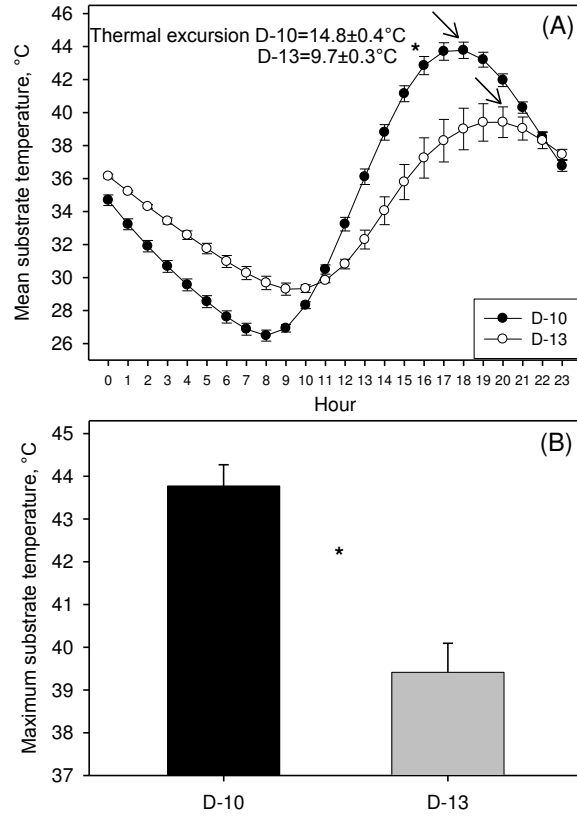 (A)
Thermal excursion D-10=14.8±0.4°C
D-13=9.7±0.3°C
*
Mean substrate temperature, °C
44
42
40
38
36
34
32
30
28
26
D-10
D-13
0 1 2 3 4 5 6 7 8 9 10 11 12 13 14 15 16 17 18 19 20 21 22 23
Hour
(B)
Maximum substrate temperature, °C
45
44
43
42
41
40
39
38
37
*
D-10 D-13